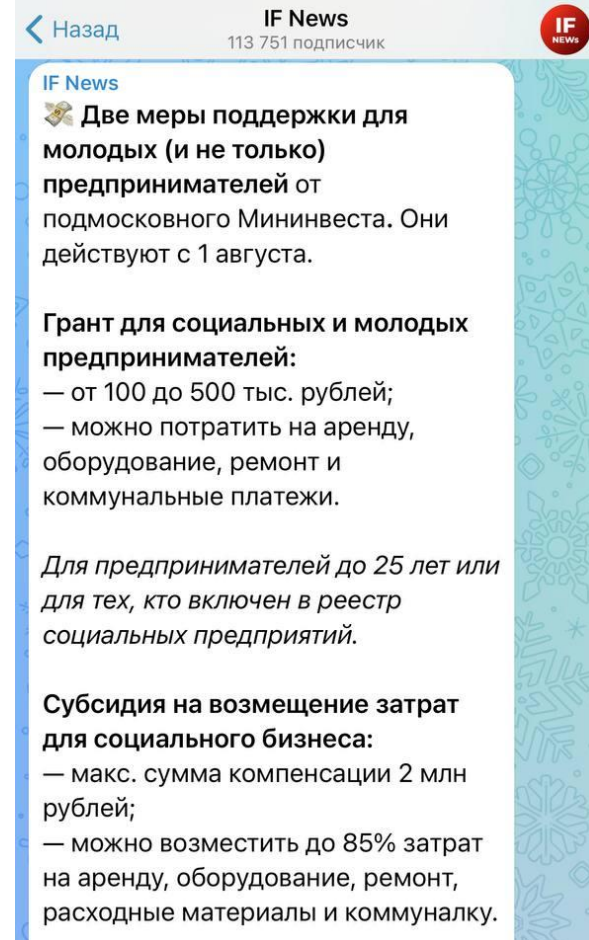 Назад
IF News
113 751 подписчик
IF
NEWs
IF News
💸 Две меры поддержки для
молодых (и не только)
предпринимателей от
подмосковного Мининвеста. Они
действуют с 1 августа.
Грант для социальных и молодых
предпринимателей:
— от 100 до 500 тыс. рублей;
— можно потратить на аренду,
оборудование, ремонт и
коммунальные платежи.
Для предпринимателей до 25 лет или
для тех, кто включен в реестр
социальных предприятий.
Субсидия на возмещение затрат
для социального бизнеса:
— макс. сумма компенсации 2 млн
рублей;
— можно возместить до 85% затрат
на аренду, оборудование, ремонт,
расходные материалы и коммуналку.